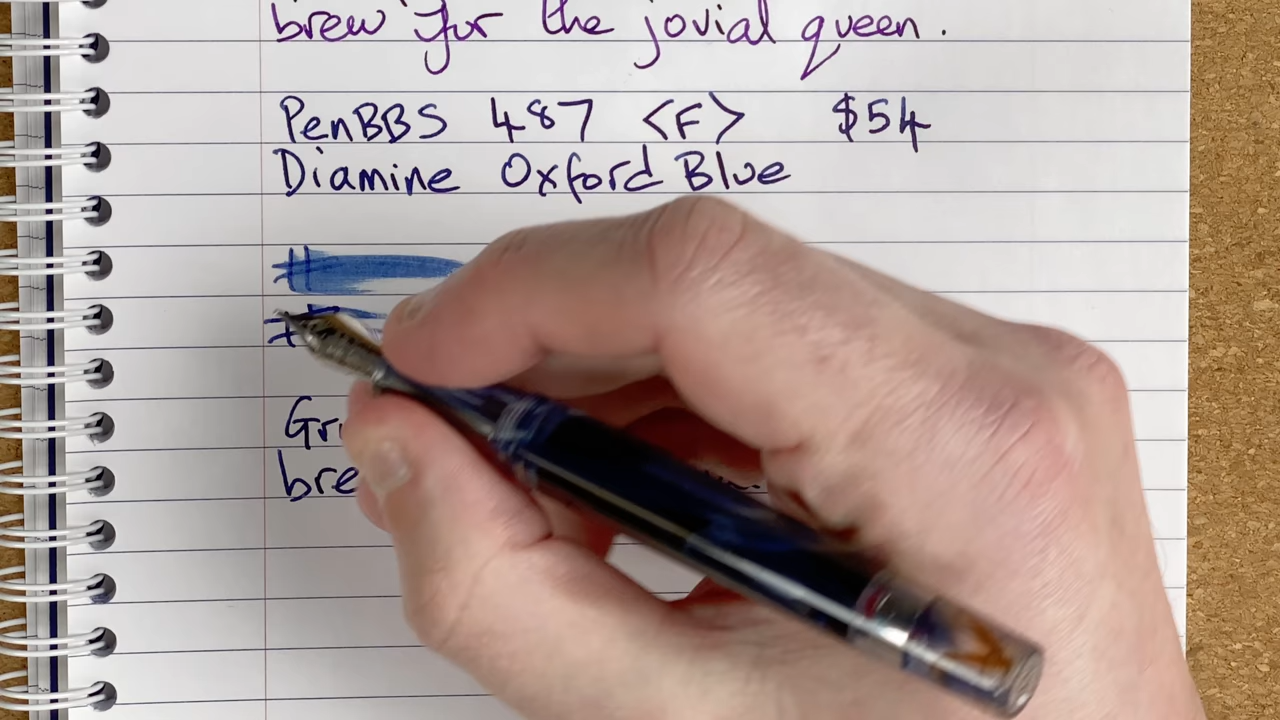 brew for the jovial queen.
PenBBS 487 <F> $54
Diamine Oxford Blue